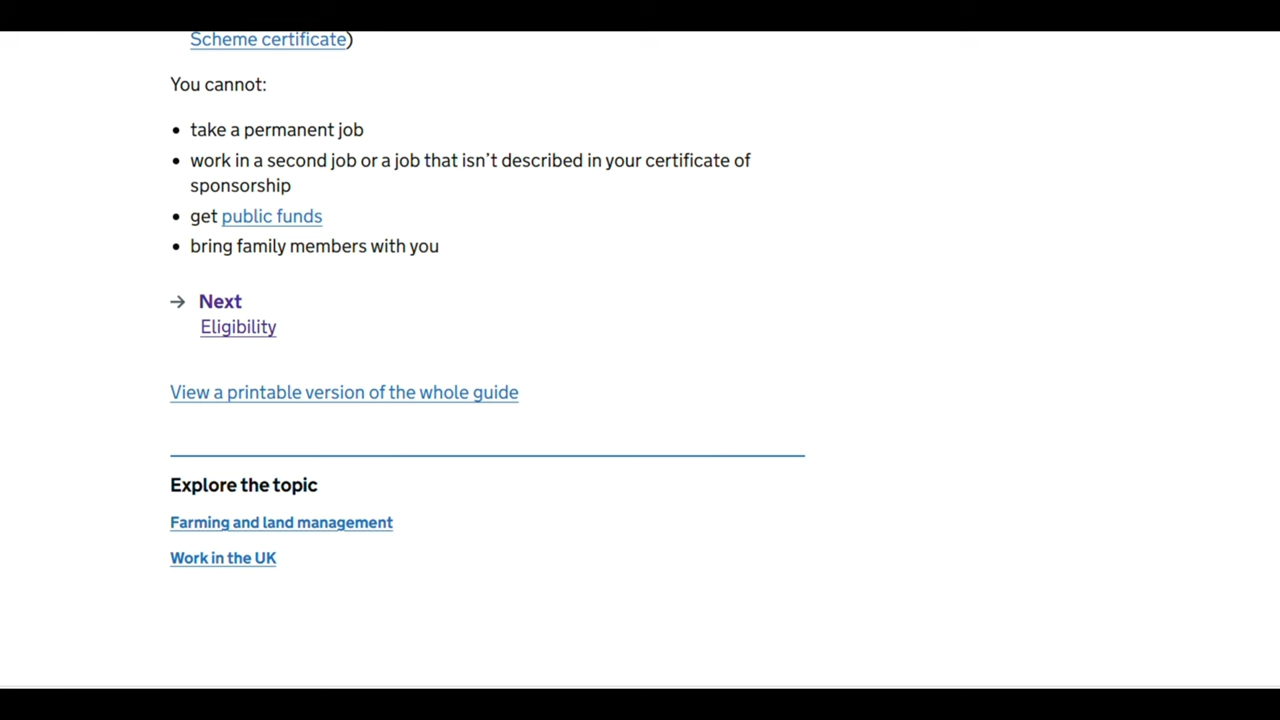 Scheme certificate)
You cannot:
• take a permanent job
• work in a second job or a job that isn't described in your certificate of
sponsorship
• get public funds
• bring family members with you
→ Next
Eligibility
View a printable version of the whole guide
Explore the topic
Farming and land management
Work in the UK